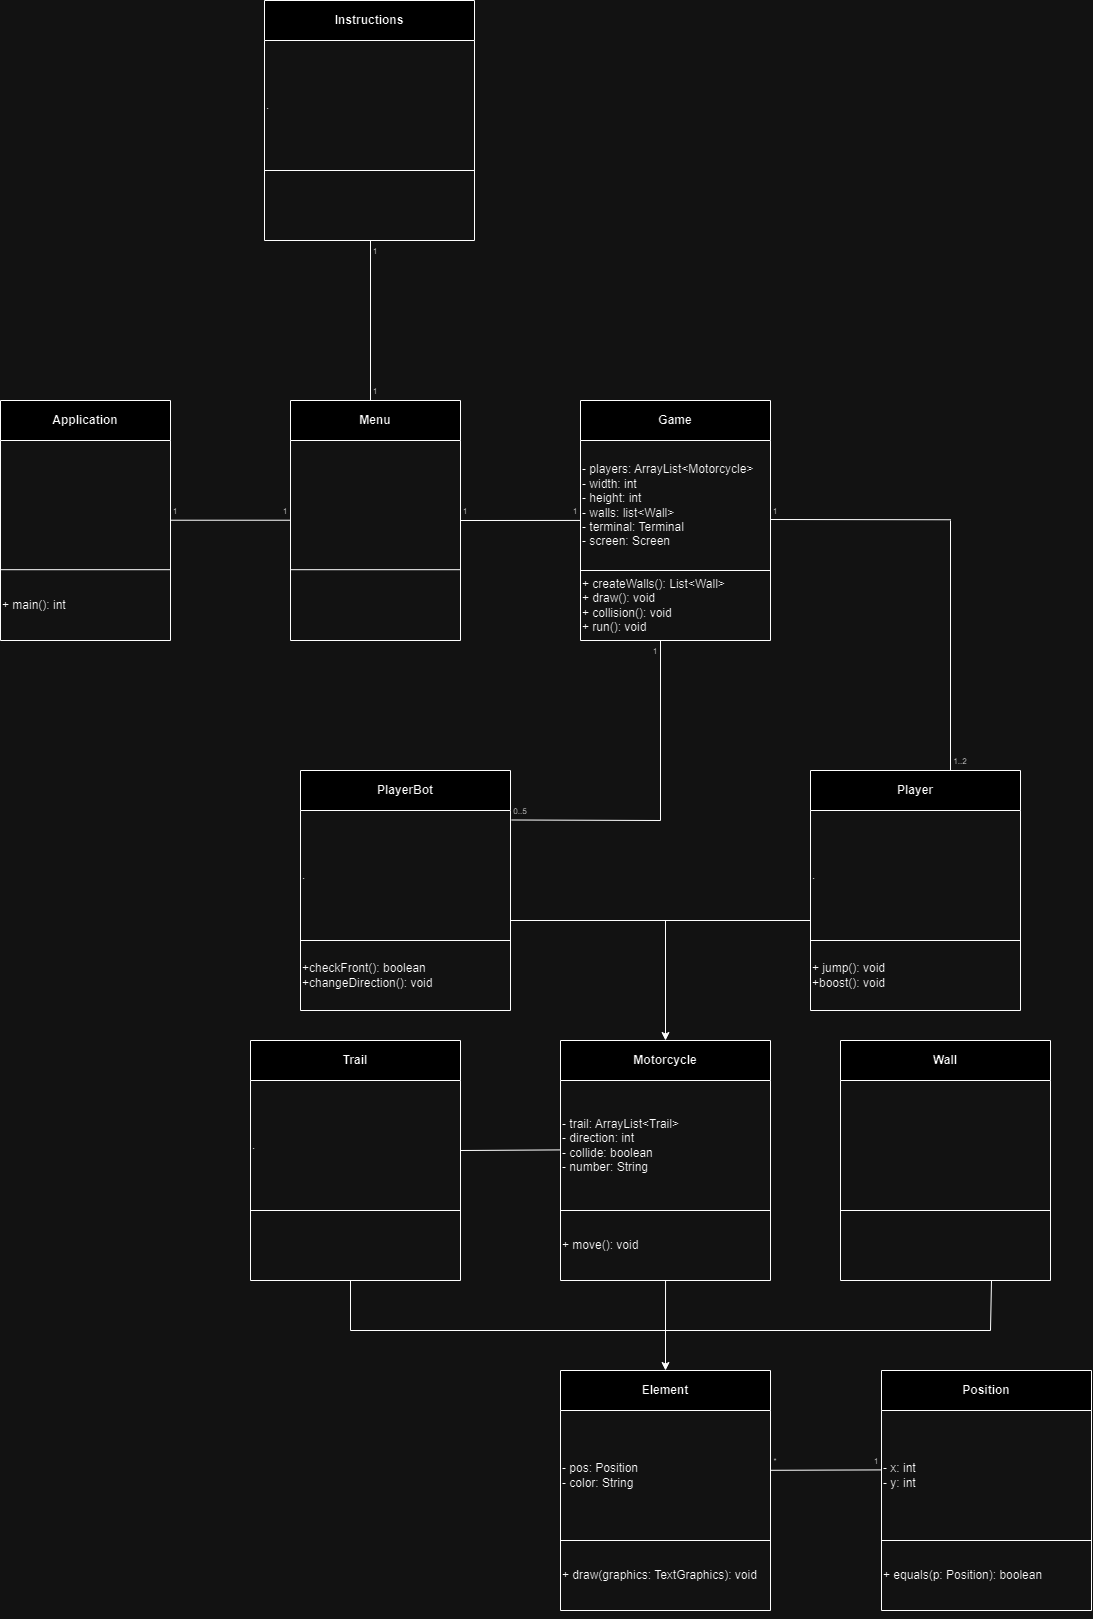 Instructions
-
1
1
Application
+ main(): int
1
1
Menu
1
1
Game
- players: ArrayList<Motorcycle>
- width: int
- height: int
- walls: list<Wall>
- terminal: Terminal
- screen: Screen
+ createWalls(): List<Wall>
+ draw(): void
+ collision(): void
+ run(): void
1
1
1..2
0..5
PlayerBot
-
+checkFront(): boolean
+changeDirection(): void
Player
-
+ jump(): void
+boost(): void
Trail
-
Motorcycle
- trail: ArrayList<Trail>
- direction: int
- collide: boolean
- number: String
+ move(): void
Wall
Element
- pos: Position
- color: String
+ draw(graphics: TextGraphics): void
*
1
Position
- x: int
- y: int
+ equals(p: Position): boolean